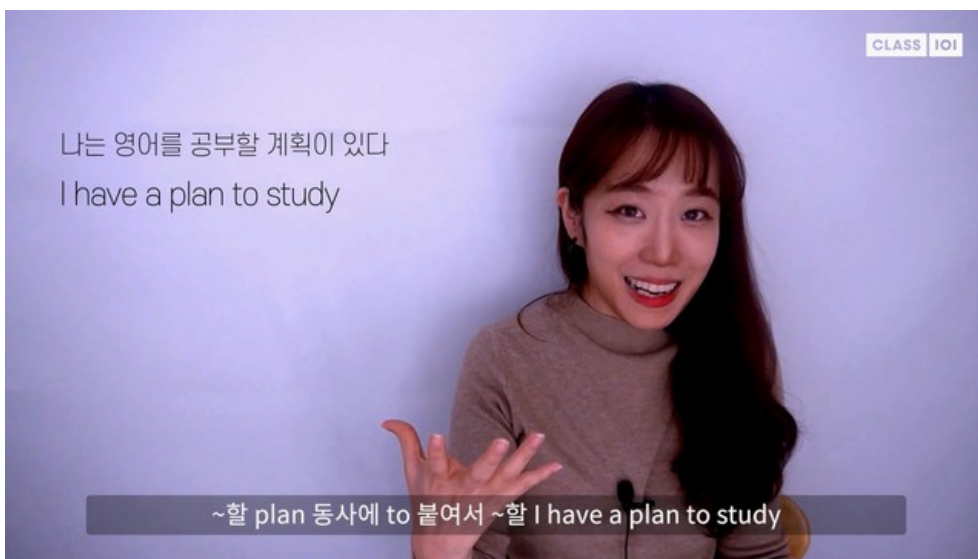 CLASS 101
나는 영어를 공부할 계획이 있다
I have a plan to study
~할 plan 동사에 to 붙여서 ~할 I have a plan to study